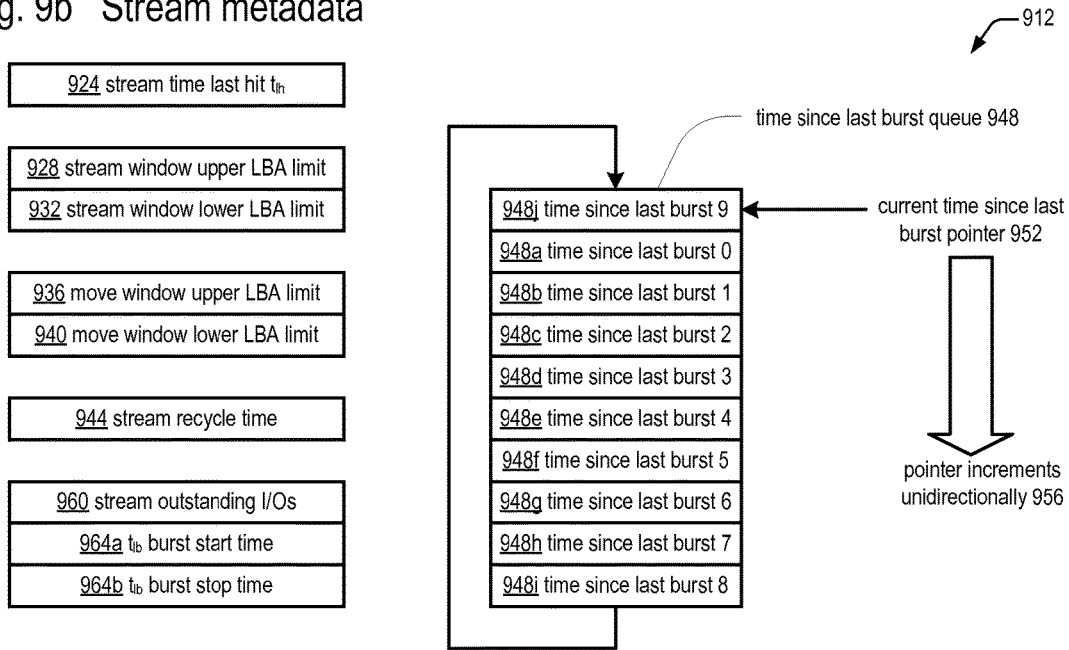 g. 9b Stream metadata
912
924 stream time last hit tlh
928 stream window upper LBA limit
932 stream window lower LBA limit
936 move window upper LBA limit
940 move window lower LBA limit
944 stream recycle time
960 stream outstanding I/Os
964a tlb burst start time
964b tlb burst stop time
time since last burst queue 948
948j time since last burst 9
948a time since last burst 0
948b time since last burst 1
948c time since last burst 2
948d time since last burst 3
948e time since last burst 4
948f time since last burst 5
948g time since last burst 6
948h time since last burst 7
948i time since last burst 8
current time since last
burst pointer 952
pointer increments
unidirectionally 956